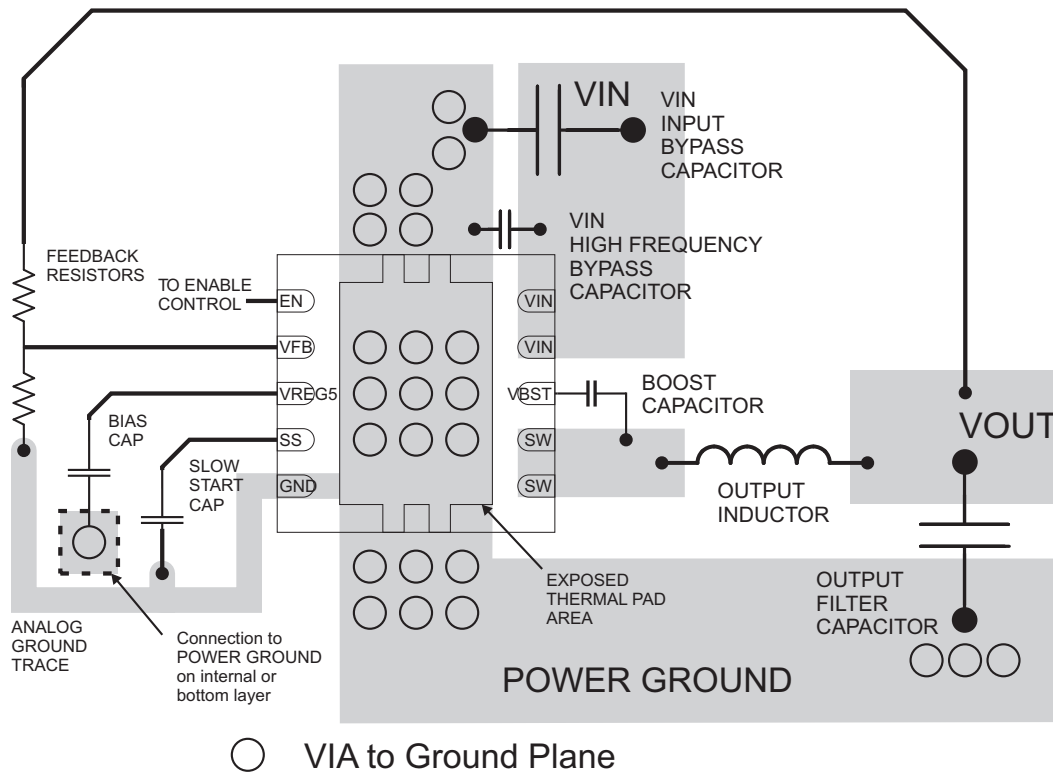 VIN
VIN
INPUT
BYPASS
CAPACITOR
VIN
HIGH FREQUENCY
BYPASS
CAPACITOR
FEEDBACK
RESISTORS
TO ENABLE
CONTROL
EN
VFB
VREG5
SS
GND
VIN
VIN
VBST
SW
SW
BOOST
CAPACITOR
VOUT
BIAS
CAP
SLOW
START
CAP
OUTPUT
INDUCTOR
EXPOSED
THERMAL PAD
AREA
OUTPUT
FILTER
CAPACITOR
ANALOG
GROUND
TRACE
Connection to
POWER GROUND
on internal or
bottom layer
POWER GROUND
VIA to Ground Plane